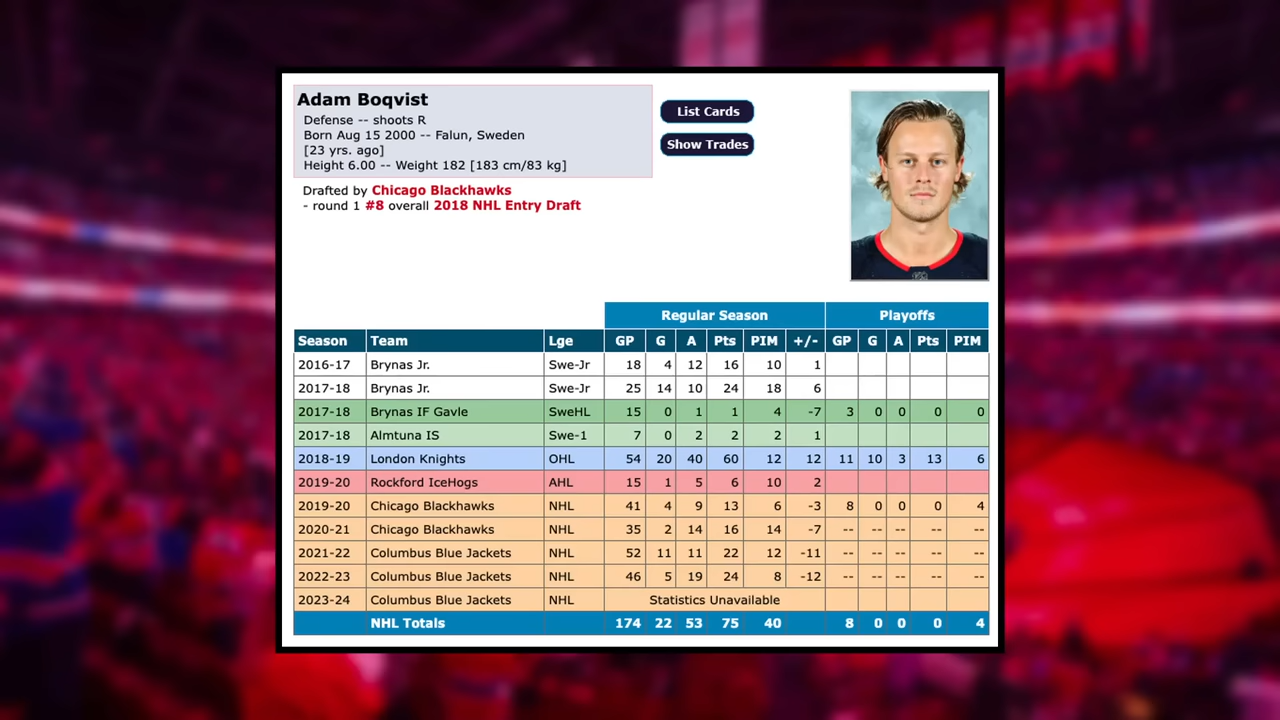 Adam Boqvist
Defense -- shoots R
Born Aug 15 2000 -- Falun, Sweden
[23 yrs. ago]
Height 6.00 -- Weight 182 [183 cm/83 kg]
List Cards
Show Trades
Drafted by Chicago Blackhawks
- round 1 #8 overall 2018 NHL Entry Draft
Regular Season Playoffs
Season Team Lge GP G A Pts PIM +/- GP G A Pts PIM
2016-17 Brynas Jr. Swe-Jr 18 4 12 16 10 1
2017-18 Brynas Jr. Swe-Jr 25 14 10 24 18 6
2017-18 Brynas IF Gavle SweHL 15 0 1 1 4 -7 3 0 0 0 0
2017-18 Almtuna IS Swe-1 7 0 2 2 2 1
2018-19 London Knights OHL 54 20 40 60 12 12 11 10 3 13 6
2019-20 Rockford IceHogs AHL 15 1 5 6 10 2
2019-20 Chicago Blackhawks NHL 41 4 9 13 6 -3 8 0 0 0 4
2020-21 Chicago Blackhawks NHL 35 2 14 16 14 -7 -- -- -- -- --
2021-22 Columbus Blue Jackets NHL 52 11 11 22 12 -11 -- -- -- -- --
2022-23 Columbus Blue Jackets NHL 46 5 19 24 8 -12 -- -- -- -- --
2023-24 Columbus Blue Jackets NHL Statistics Unavailable
NHL Totals 174 22 53 75 40 8 0 0 0 4